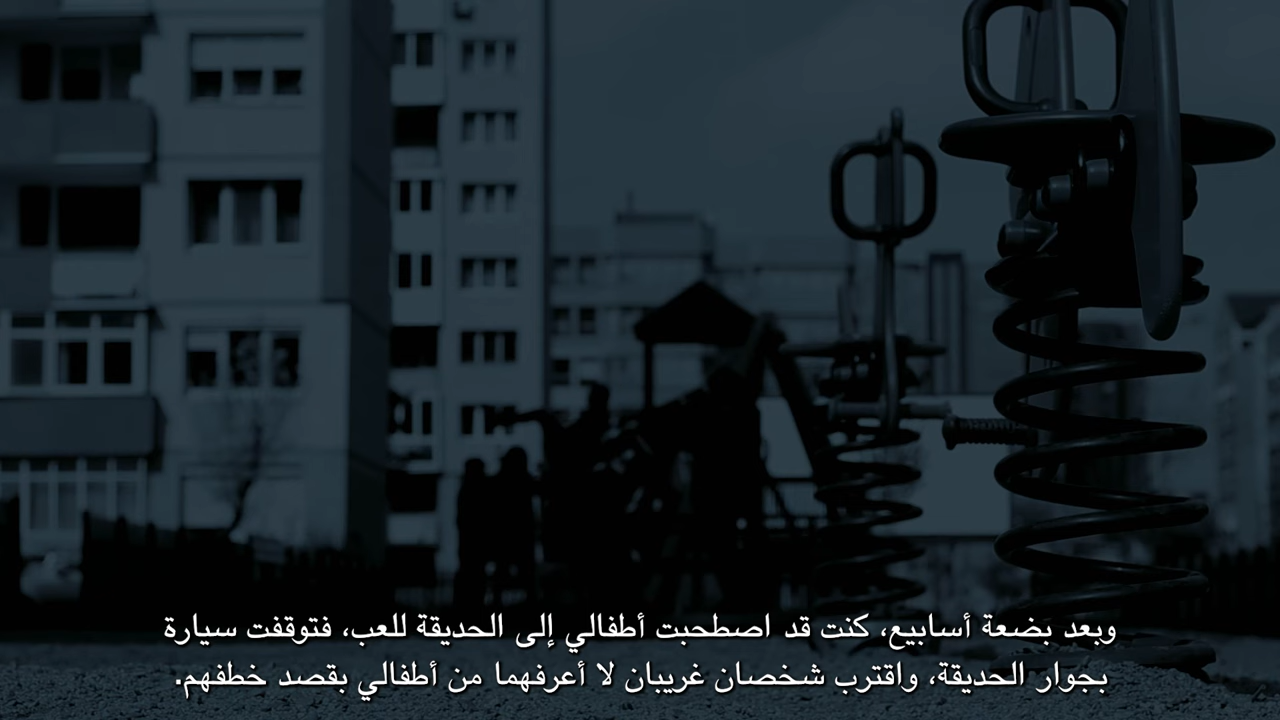 وبعد بضعة أسابيع، كنت قد اصطحبت أطفالي إلى الحديقة للعب، فتوقفت سيارة
بجوار الحديقة، واقترب شخصان غريبان لا أعرفهما من أطفالي بقصد خطفهم.